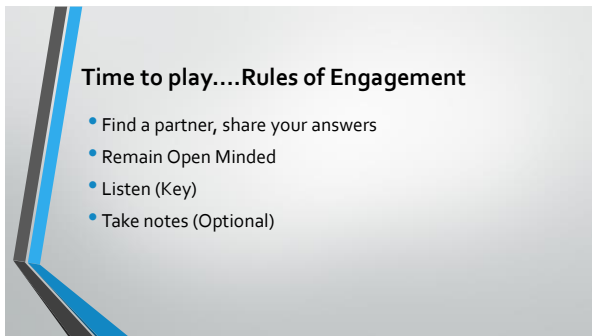 Time to play....Rules of Engagement
Find a partner, share your answers
Remain Open Minded
Listen (Key)
Take notes (Optional)